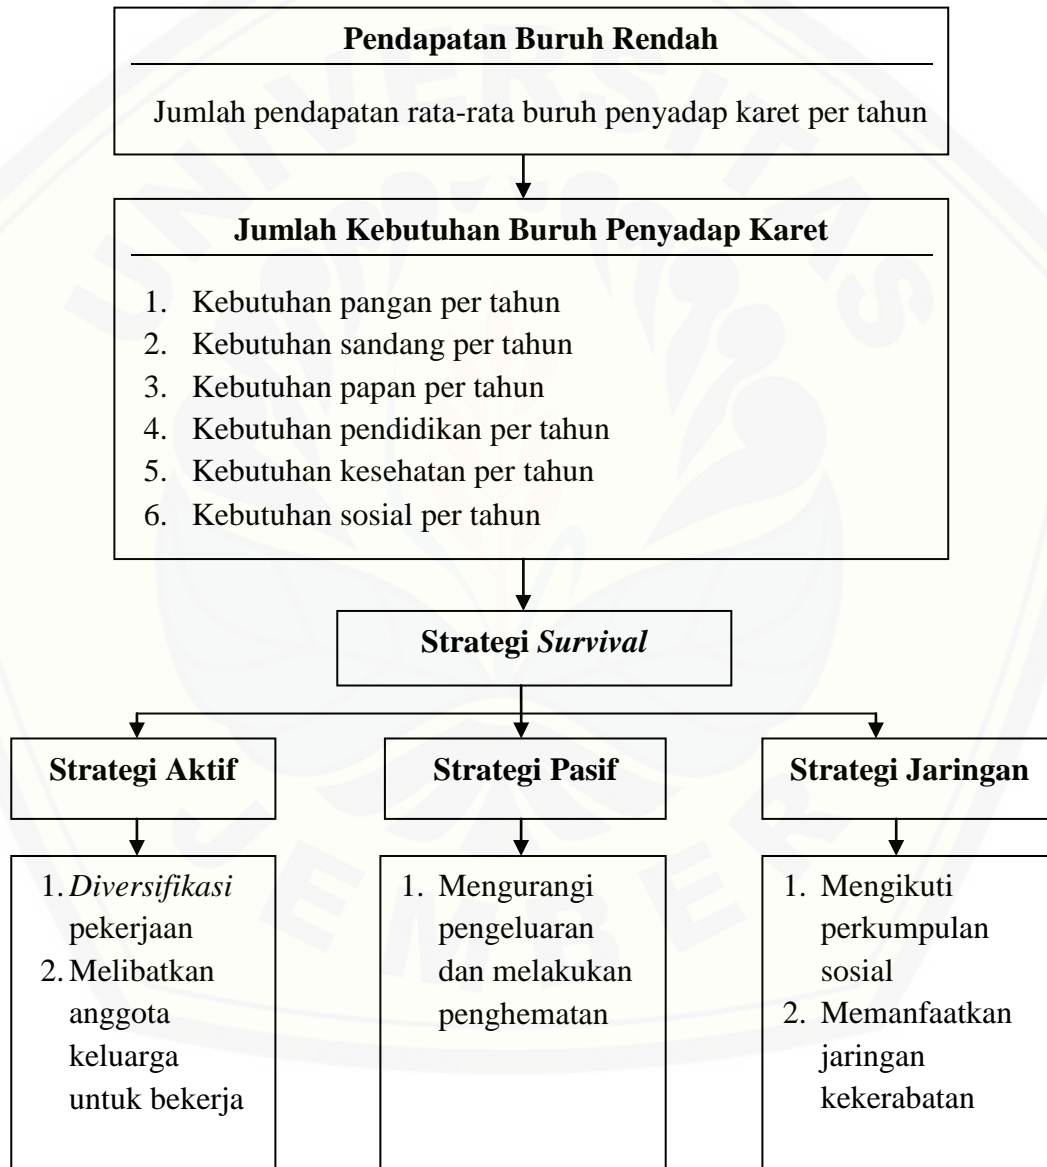 Pendapatan Buruh Rendah
Jumlah pendapatan rata-rata buruh penyadap karet per tahun
Jumlah Kebutuhan Buruh Penyadap Karet
1. Kebutuhan pangan per tahun
2. Kebutuhan sandang per tahun
3. Kebutuhan papan per tahun
4. Kebutuhan pendidikan per tahun
5. Kebutuhan kesehatan per tahun
6. Kebutuhan sosial per tahun
Strategi Survival
Strategi Aktif
1. Diversifikasi
pekerjaan
2. Melibatkan
anggota
keluarga
untuk bekerja
Strategi Pasif
1. Mengurangi
pengeluaran
dan melakukan
penghematan
Strategi Jaringan
1. Mengikuti
perkumpulan
sosial
2. Memanfaatkan
jaringan
kekerabatan
UNIVERSITAS
JEMBER